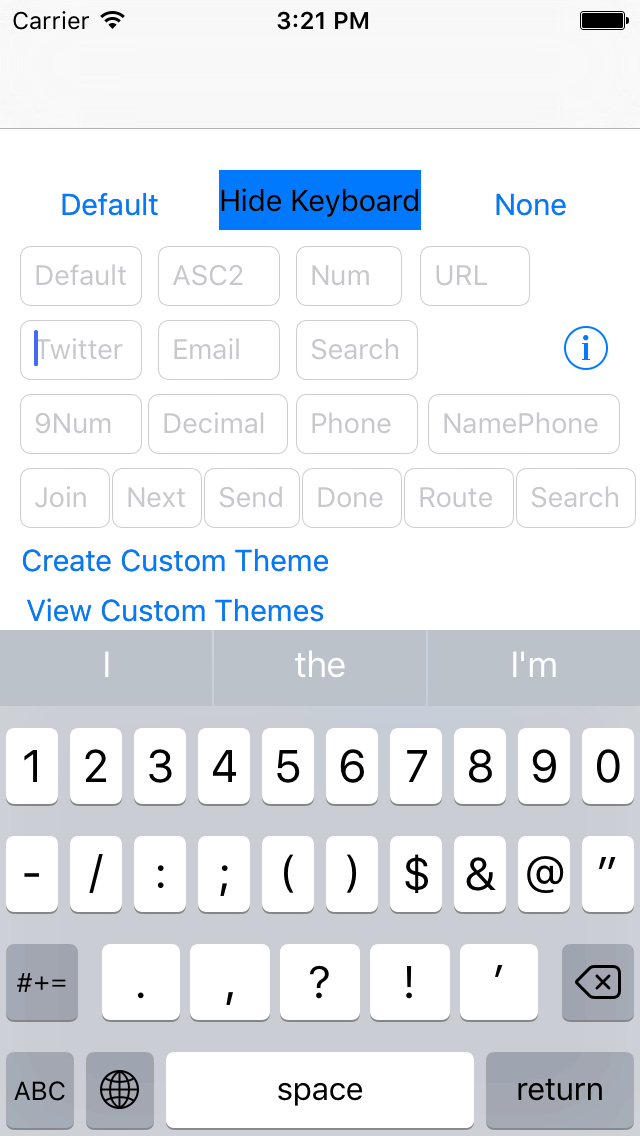 Carrier 3:21 PM
Default Hide Keyboard None
Default ASC2 Num URL
Twitter Email Search i
9Num Decimal Phone NamePhone
Join Next Send Done Route Search
Create Custom Theme
View Custom Themes
I the I'm
1 2 3 4 5 6 7 8 9 0
- / : ; ( ) $ & @ "
#+= . , ? ! '
ABC space return